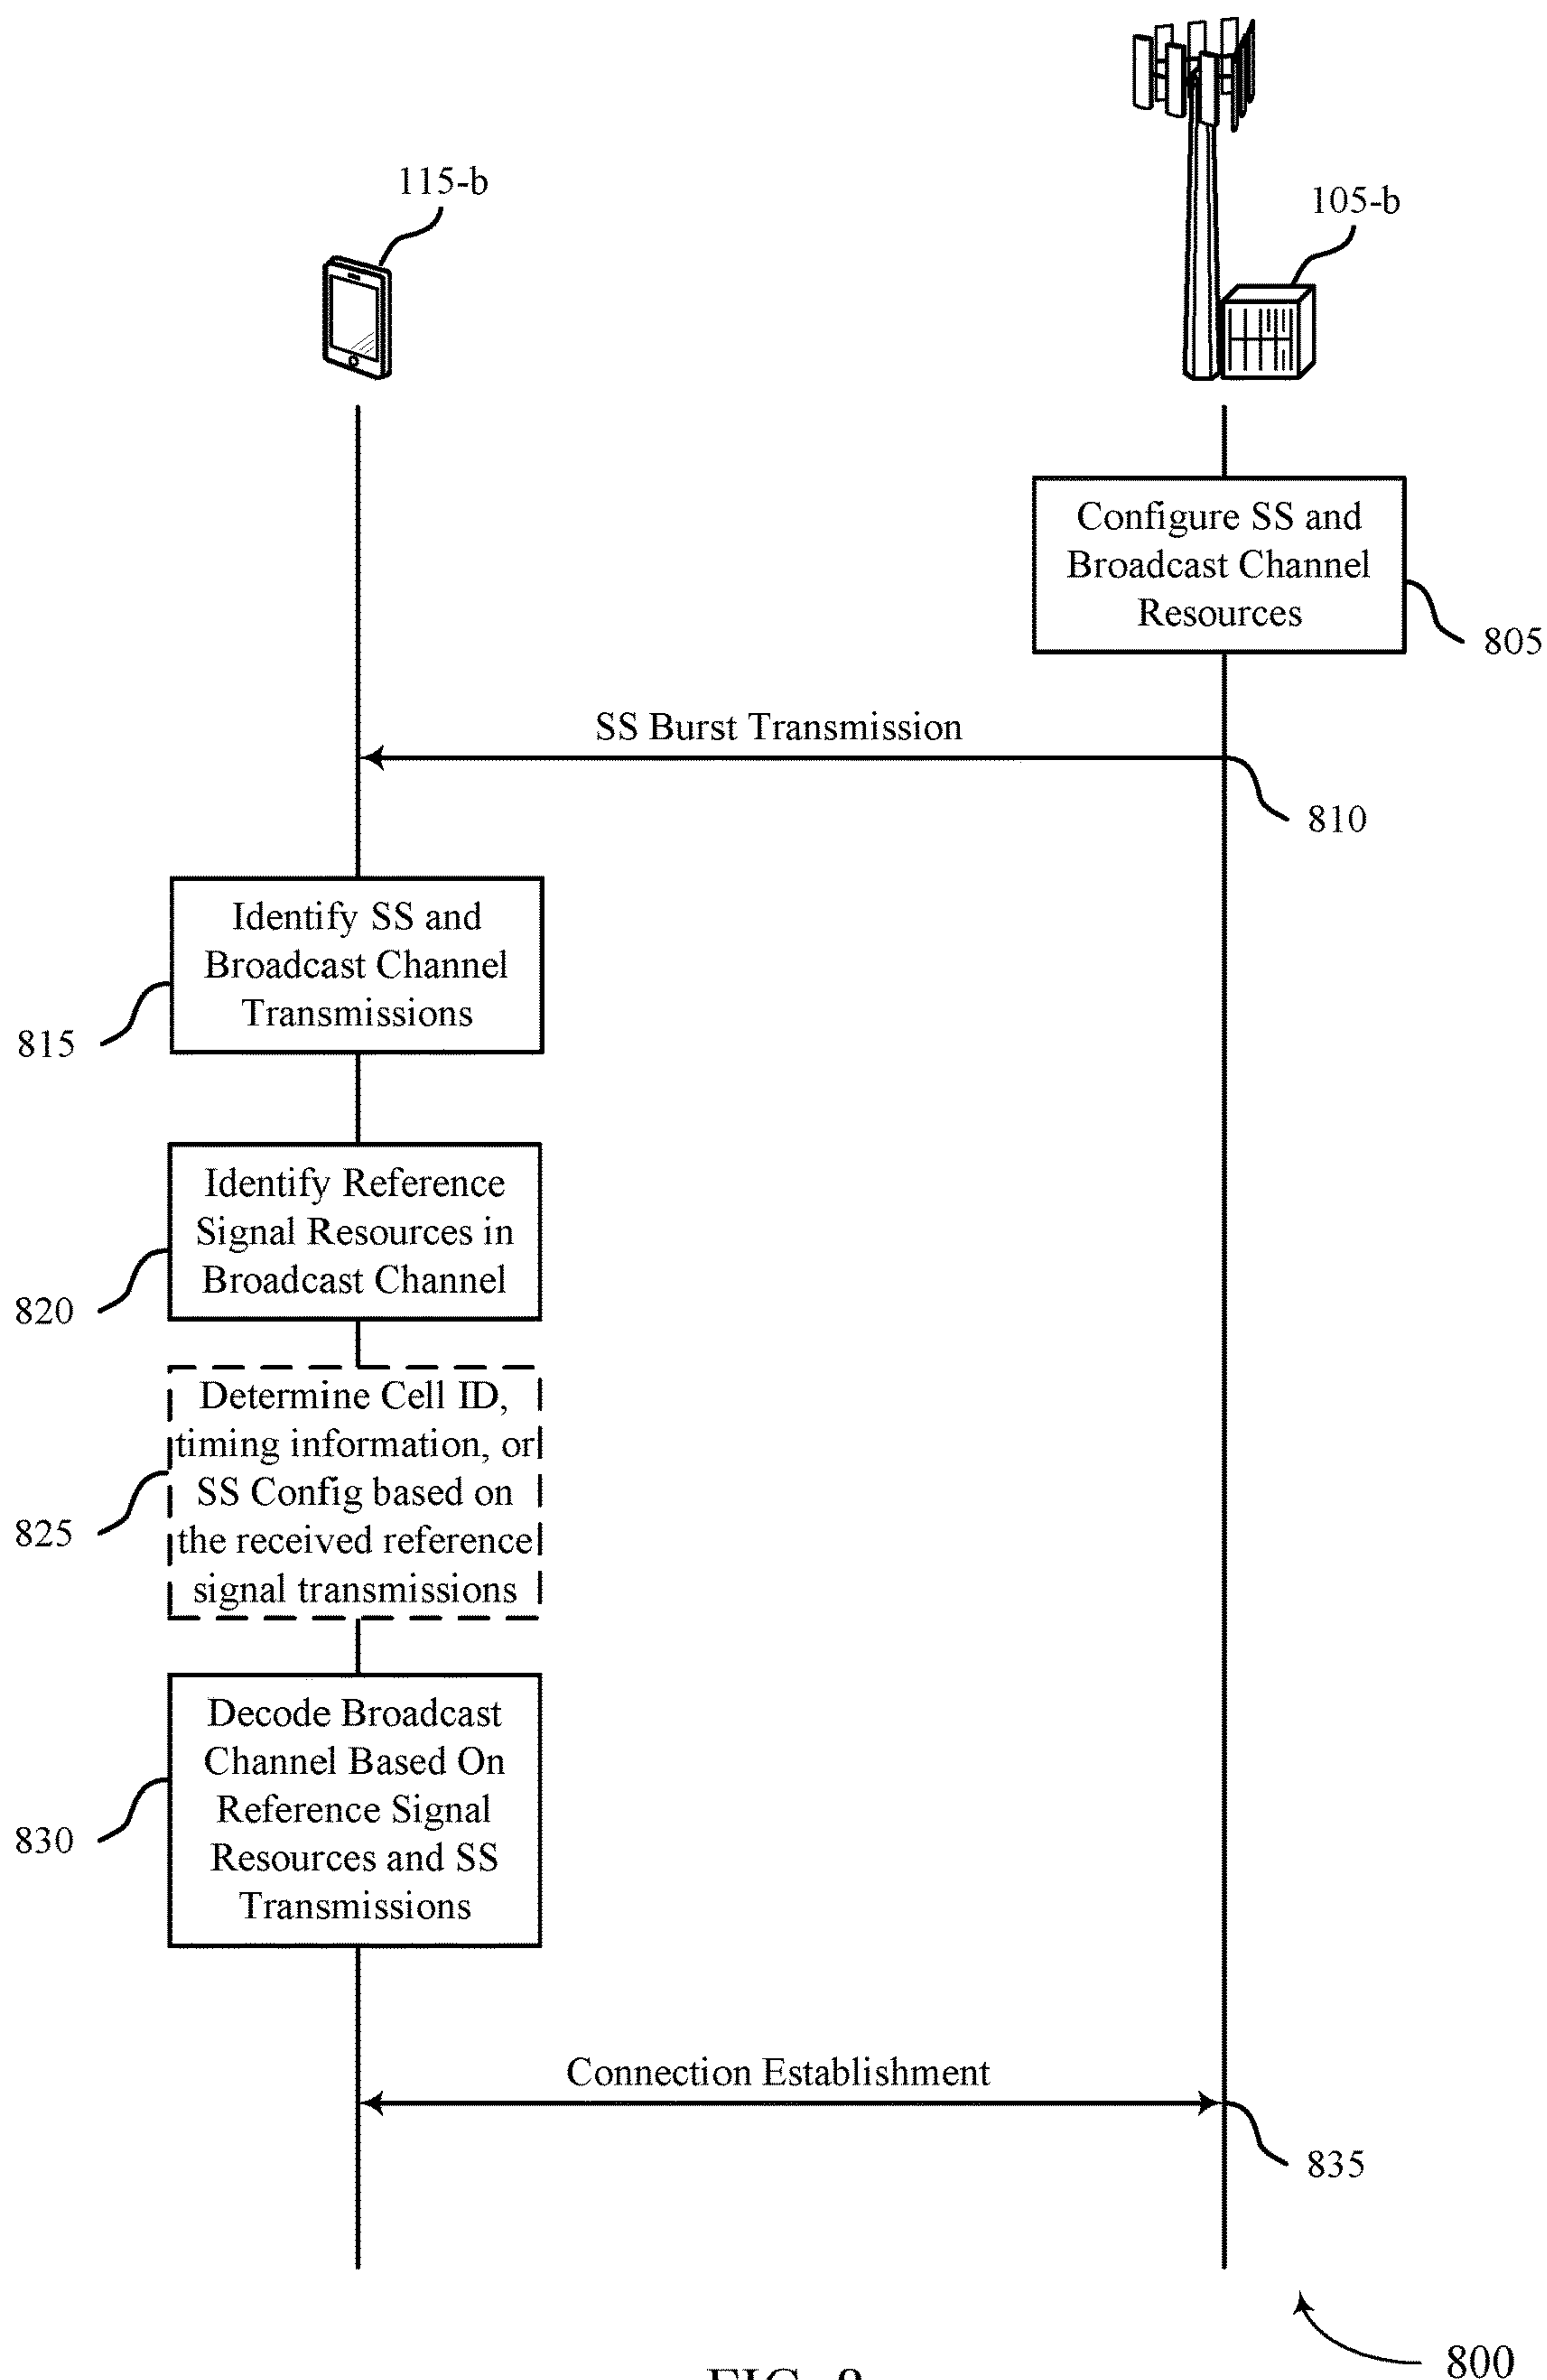 115-b
105-b
Configure SS and
Broadcast Channel
Resources
805
SS Burst Transmission
810
Identify SS and
Broadcast Channel
Transmissions
815
Identify Reference
Signal Resources in
Broadcast Channel
820
Determine Cell ID,
timing information, or
SS Config based on
the received reference
signal transmissions
825
Decode Broadcast
Channel Based On
Reference Signal
Resources and SS
Transmissions
830
Connection Establishment
835
800